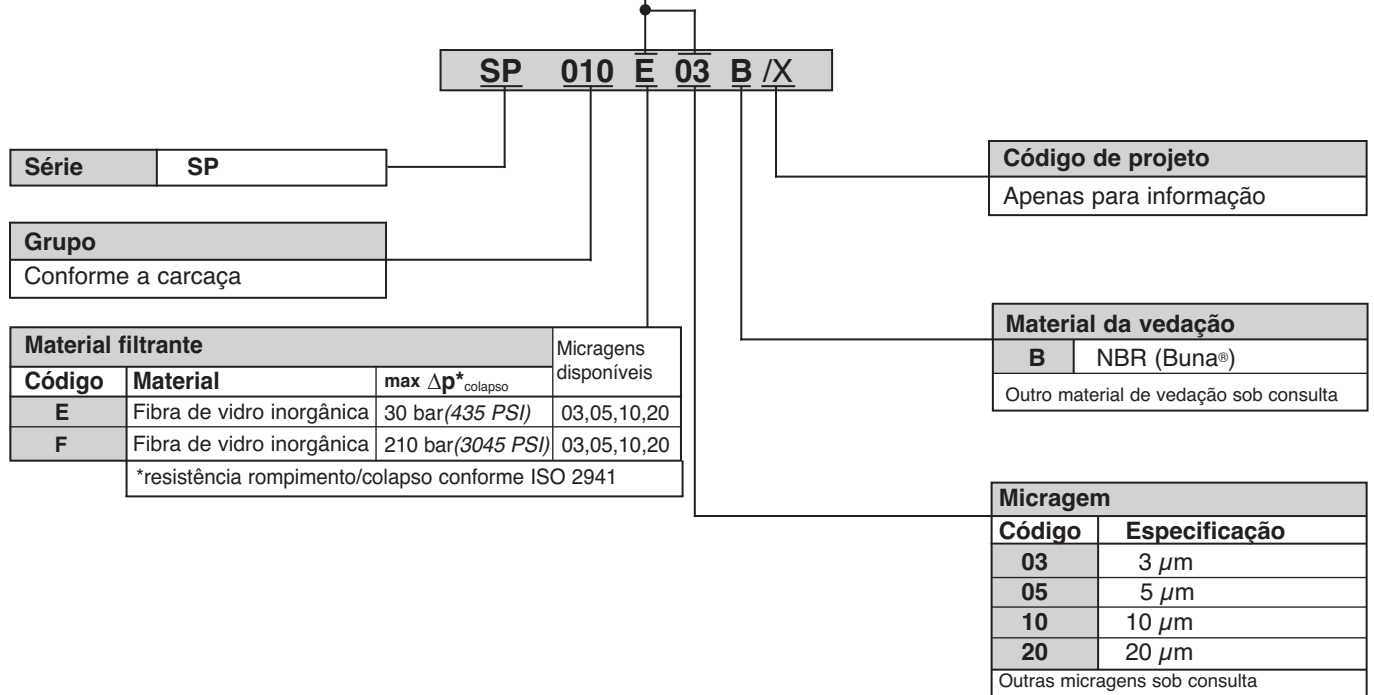 SP 010 E 03 B /X
Série SP
Grupo
Conforme a carcaça
Material filtrante Micragens disponíveis
Código Material max Δp*colapso
E Fibra de vidro inorgânica 30 bar(435 PSI) 03,05,10,20
F Fibra de vidro inorgânica 210 bar(3045 PSI) 03,05,10,20
*resistência rompimento/colapso conforme ISO 2941
Código de projeto
Apenas para informação
Material da vedação
B NBR (Buna®)
Outro material de vedação sob consulta
Micragem
Código Especificação
03 3 µm
05 5 µm
10 10 µm
20 20 µm
Outras micragens sob consulta